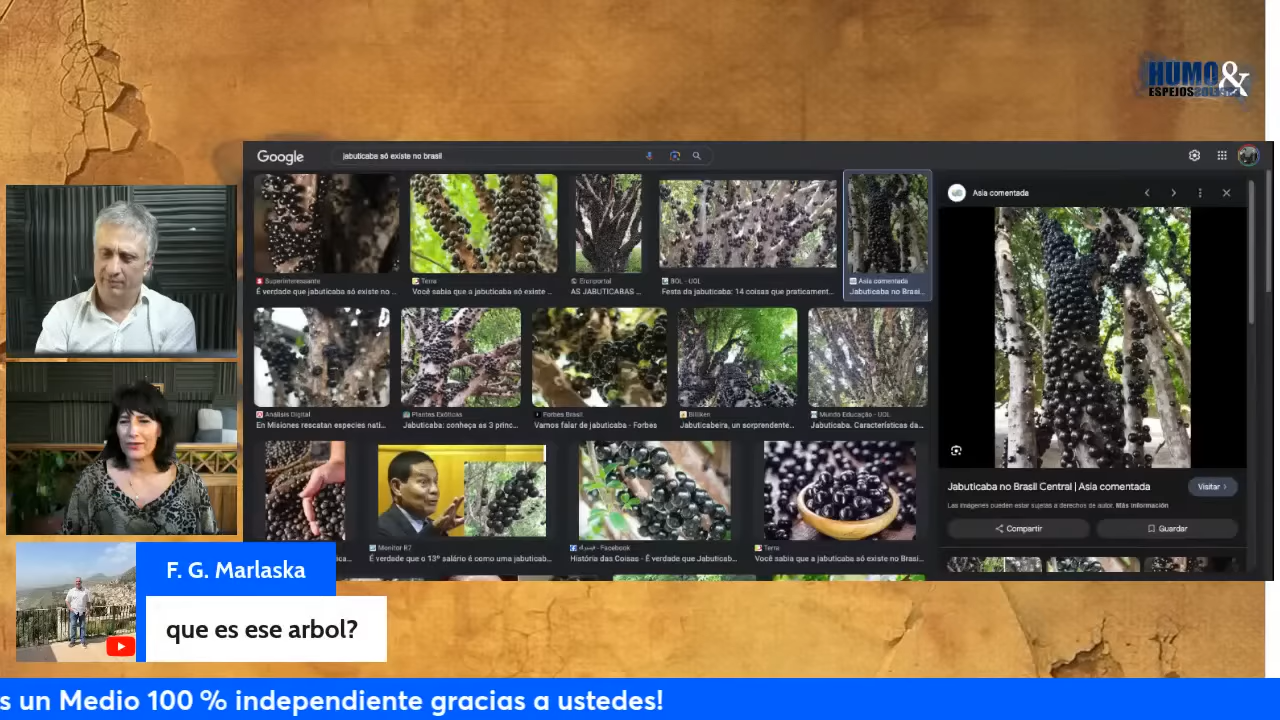 HUMO&
ESPEJOS
Google
jabuticaba só existe no brasil
Superinteressante
É verdade que jabuticaba só existe no ...
Terra
Você sabia que a jabuticaba só existe ...
Encrportal
AS JABUTICABAS ...
BOL - UOL
Festa da jabuticaba: 14 coisas que praticament...
Asia comentada
Jabuticaba no Brasi...
Asia comentada
Análisis Digital
En Misiones rescatan especies nati...
Plantas Exóticas
Jabuticaba: conheça as 3 princ...
Forbes Brasil
Vamos falar de jabuticaba - Forbes
Bitéker
Jabuticabeira, un sorprendente...
Mundo Educação - UOL
Jabuticaba. Características da...
Jabuticaba no Brasil Central | Asia comentada
Visitar
Las imágenes pueden estar sujetas a derechos de autor. Más información
Compartir
Guardar
Monitor R7
É verdade que o 13º salário é como uma jabuticab...
Facebook
História das Coisas - É verdade que Jabuticab...
Terra
Você sabia que a jabuticaba só existe no Brasi...
F. G. Marlaska
que es ese arbol?
s un Medio 100 % independiente gracias a ustedes!